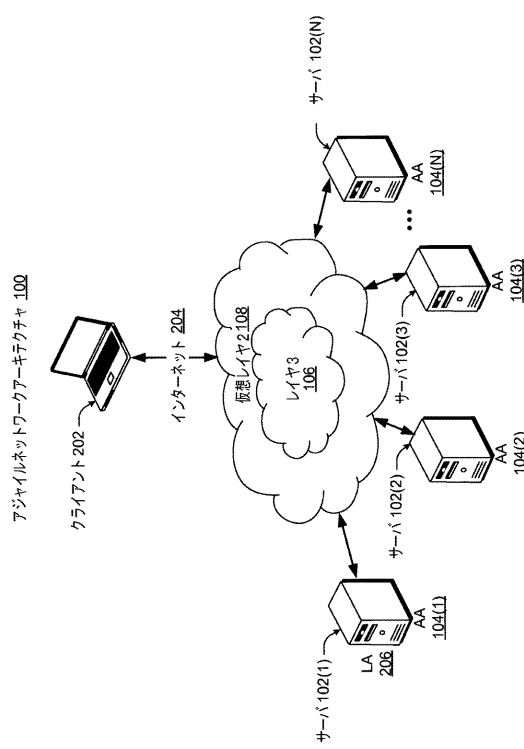 アジャイルネットワークアーキテクチャ 100
クライアント 202
インターネット 204
仮想レイヤ2 108
レイヤ3
106
サーバ 102(1)
サーバ 102(2)
サーバ 102(3)
サーバ 102(N)
LA
206
AA
104(1)
AA
104(2)
AA
104(3)
...
AA
104(N)